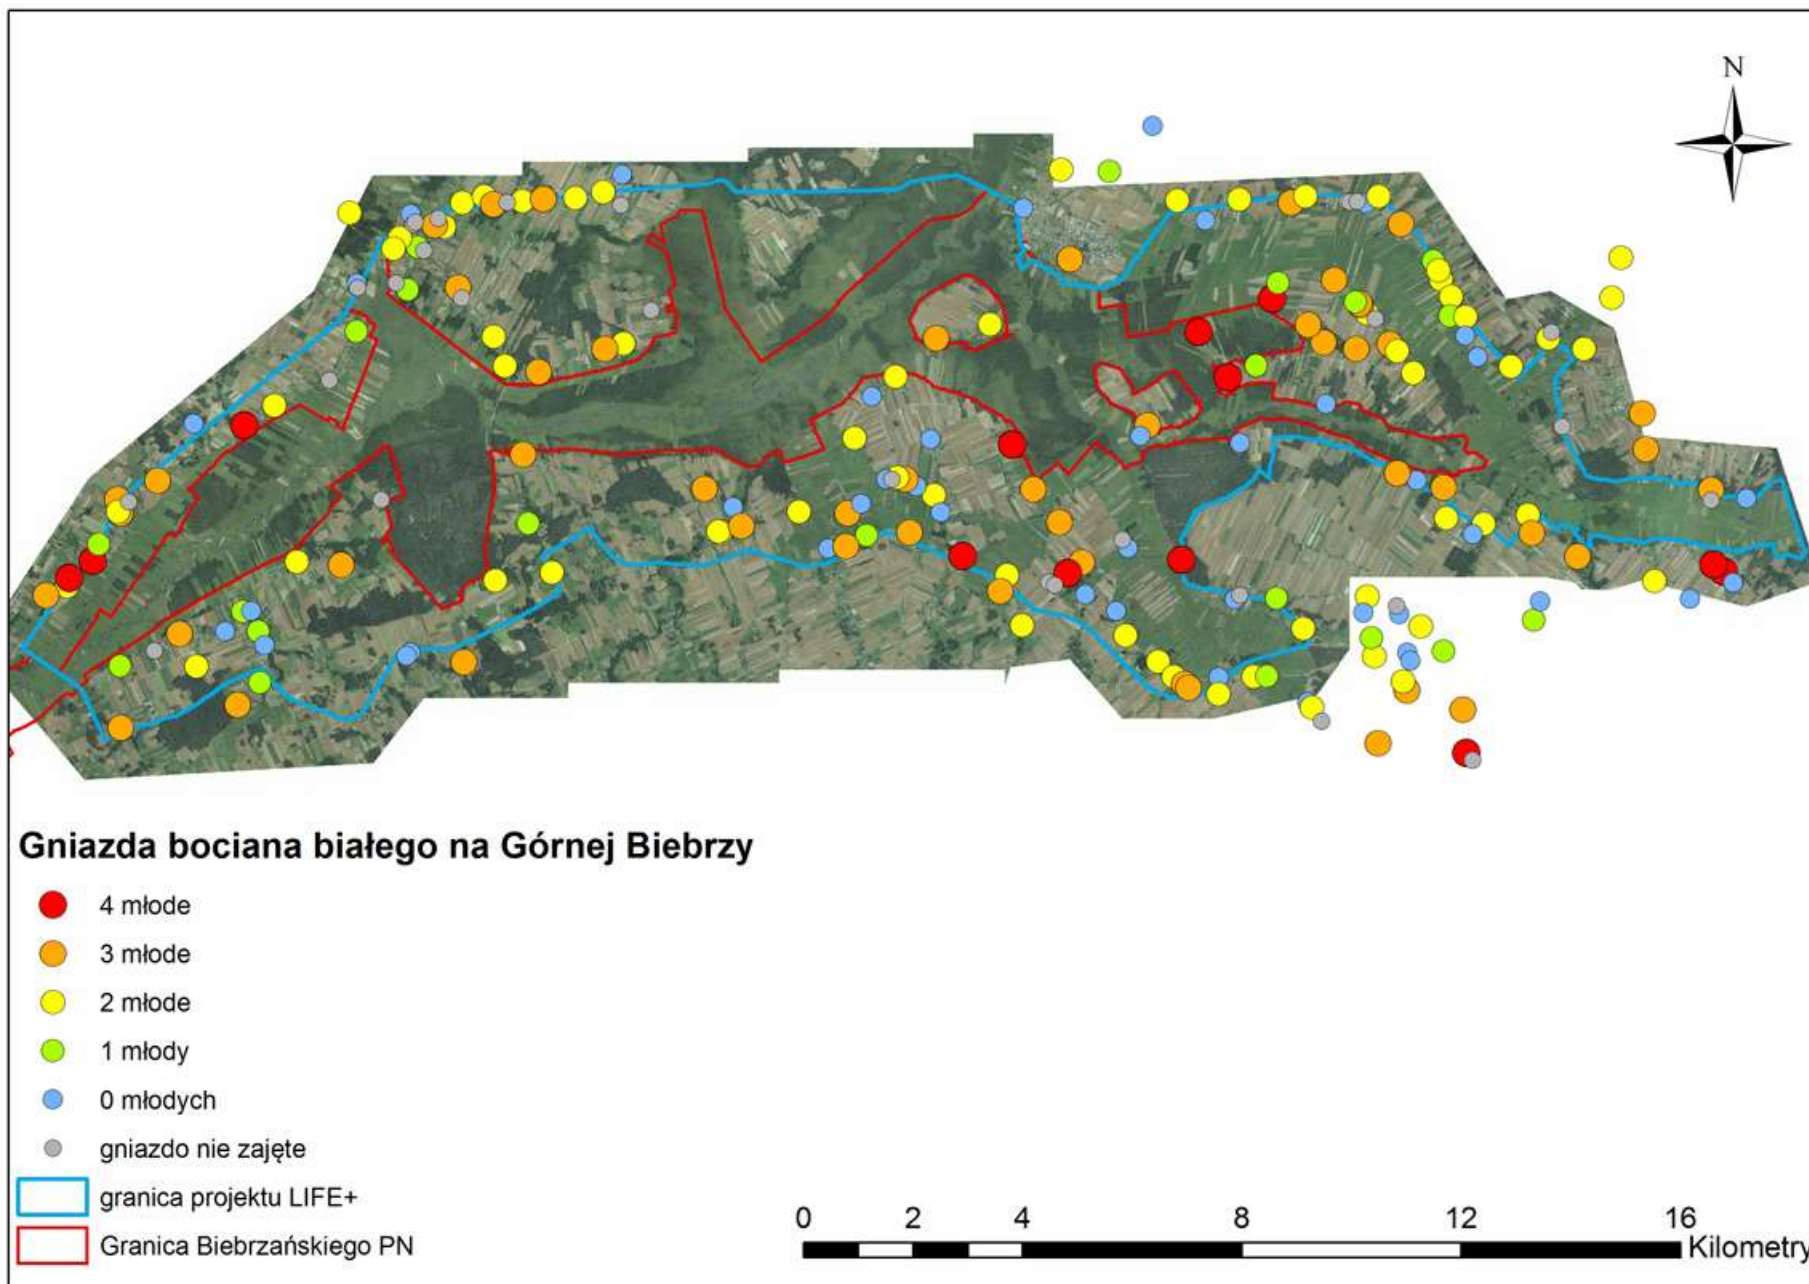 N
Gniazda bociana białego na Górnej Biebrzy
4 młode
3 młode
2 młode
1 młody
0 młodych
gniazdo nie zajęte
granica projektu LIFE+
Granica Biebrzańskiego PN
0 2 4 8 12 16
Kilometry